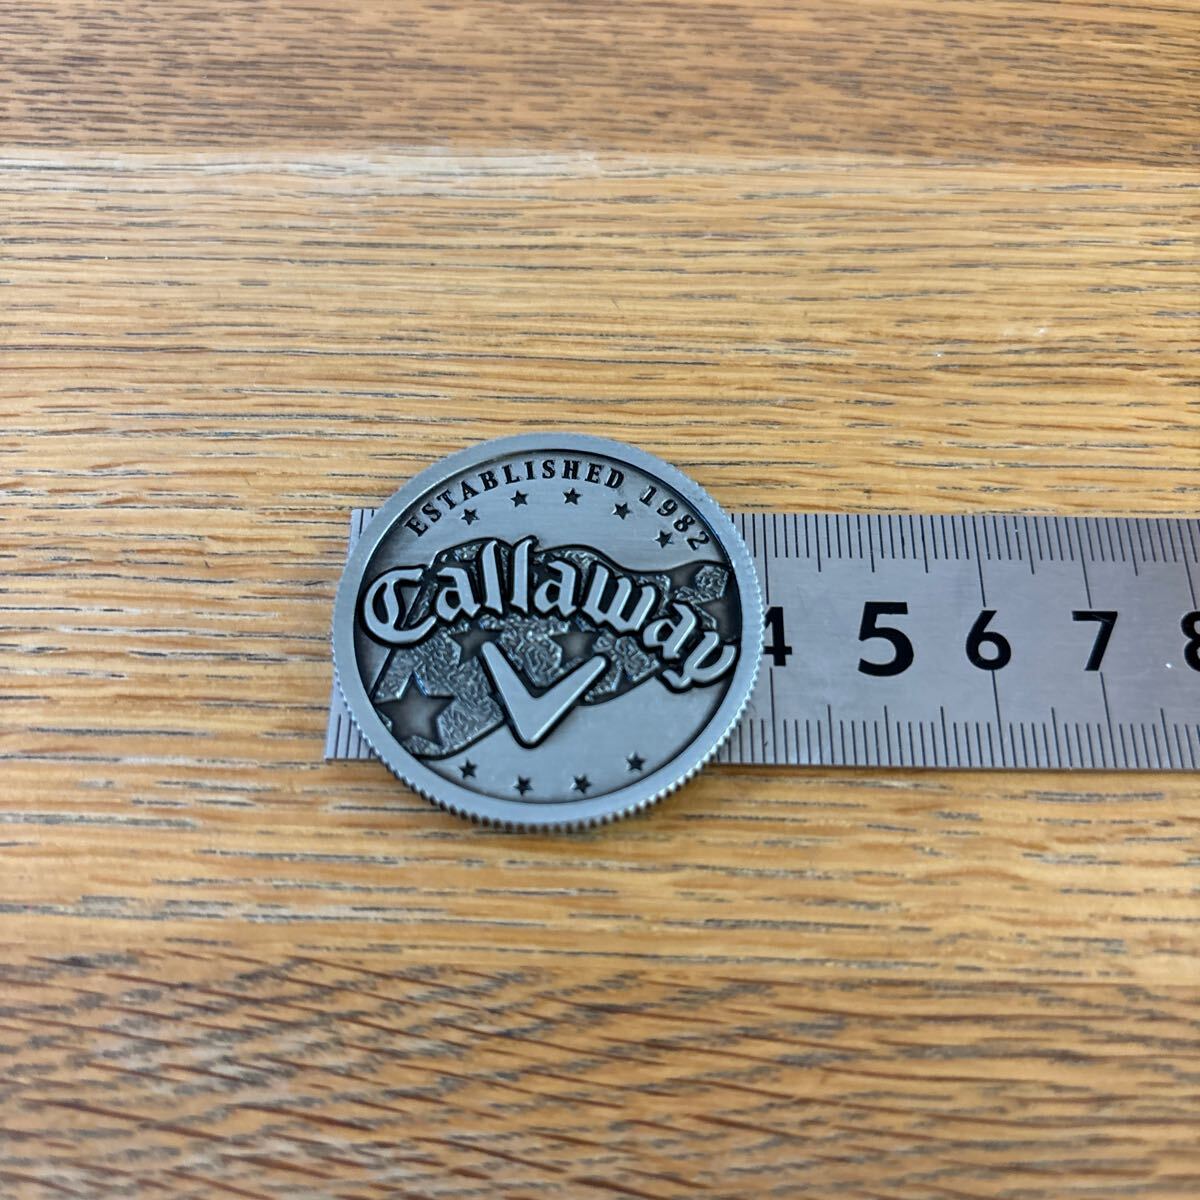 ESTABLISHED 1982
Callaway
4 5 6 7 8